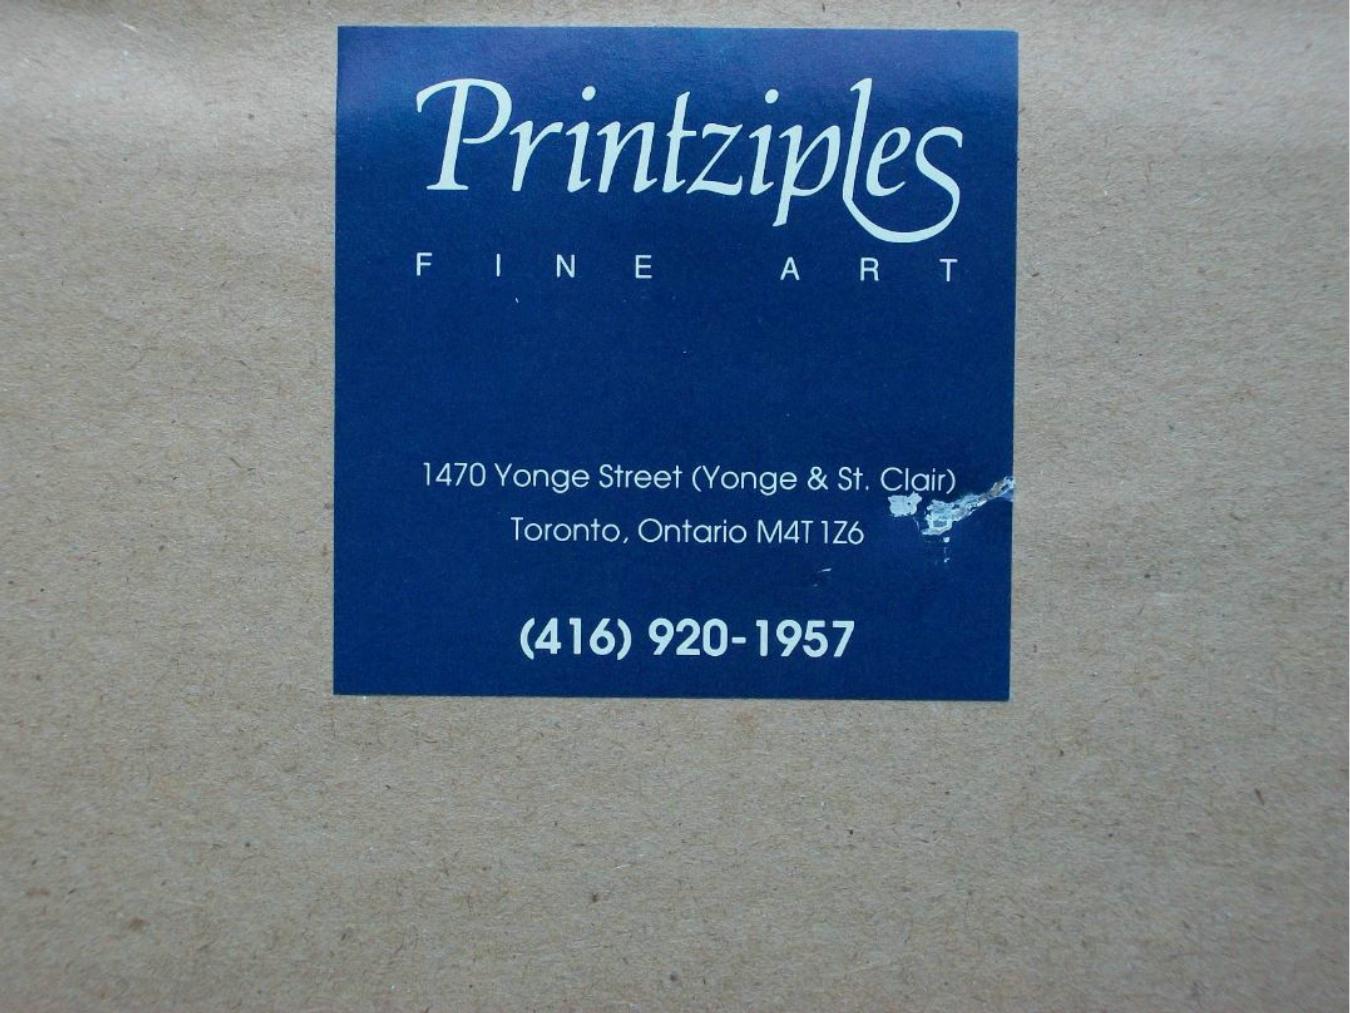 Printziples
FINE ART
1470 Yonge Street (Yonge & St. Clair)
Toronto, Ontario M4T 1Z6
(416) 920-1957